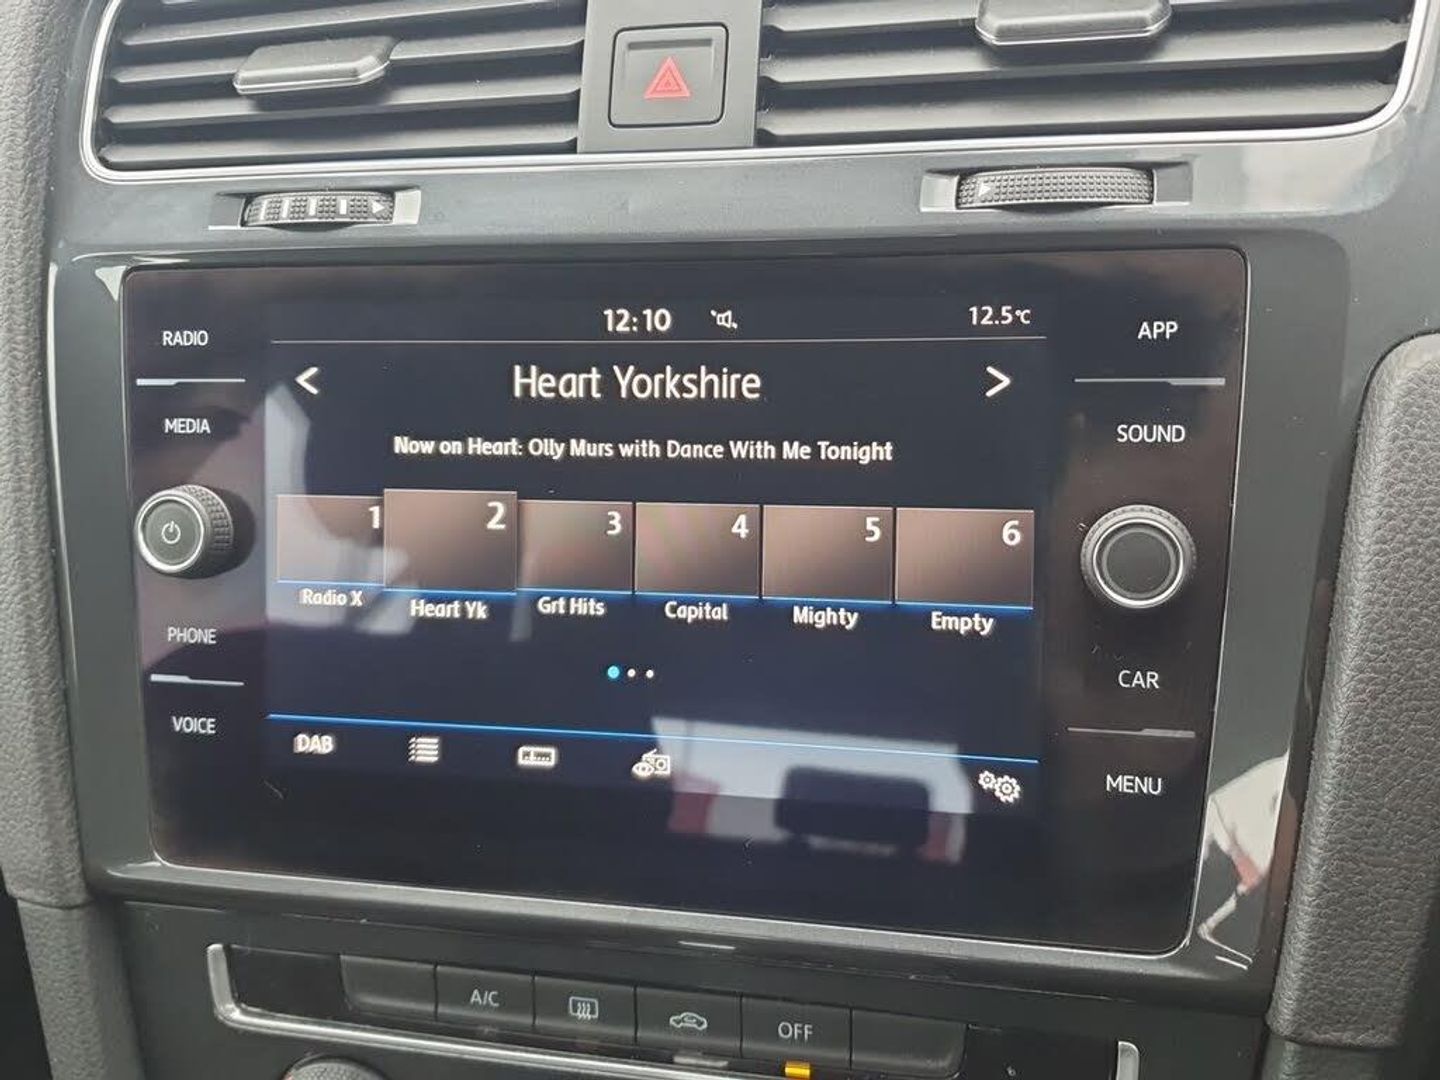 12:10
12.5℃
RADIO
APP
Heart Yorkshire
MEDIA
SOUND
Now on Heart: Olly Murs with Dance With Me Tonight
1
2
3
4
5
6
Radio X
Heart Yk
Grt Hits
Capital
Mighty
Empty
PHONE
CAR
VOICE
DAB
MENU
A/C
OFF